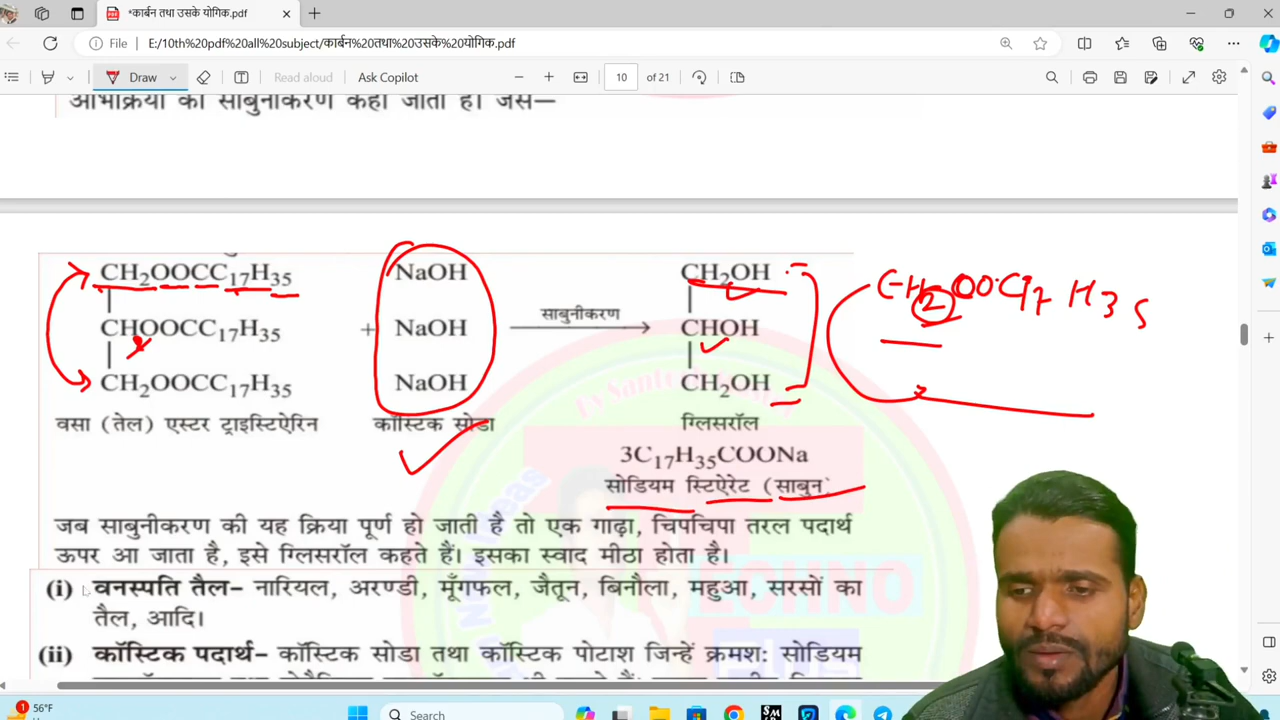 *कार्बन तथा उसके योगिक.pdf
File E:/10th%20pdf%20all%20subject/कार्बन%20तथा%20उसके%20योगिक.pdf
Draw Read aloud Ask Copilot 10 of 21
अभिक्रिया को साबुनीकरण कहा जाता है। जैसे—
CH2OOCC17H35 NaOH CH2OH CH2OOC17H35
CHOOCC17H35 + NaOH साबुनीकरण CHOH
CH2OOCC17H35 NaOH CH2OH
वसा (तेल) एस्टर ट्राइस्टिऐरिन कॉस्टिक सोडा ग्लिसरॉल
3C17H35COONa
सोडियम स्टिऐरेट (साबुन)
जब साबुनीकरण की यह क्रिया पूर्ण हो जाती है तो एक गाढ़ा, चिपचिपा तरल पदार्थ
ऊपर आ जाता है, इसे ग्लिसरॉल कहते हैं। इसका स्वाद मीठा होता है।
(i) वनस्पति तैल– नारियल, अरण्डी, मूँगफल, जैतून, बिनौला, महुआ, सरसों का
तैल, आदि।
(ii) कॉस्टिक पदार्थ– कॉस्टिक सोडा तथा कॉस्टिक पोटाश जिन्हें क्रमश: सोडियम
56°F
Search